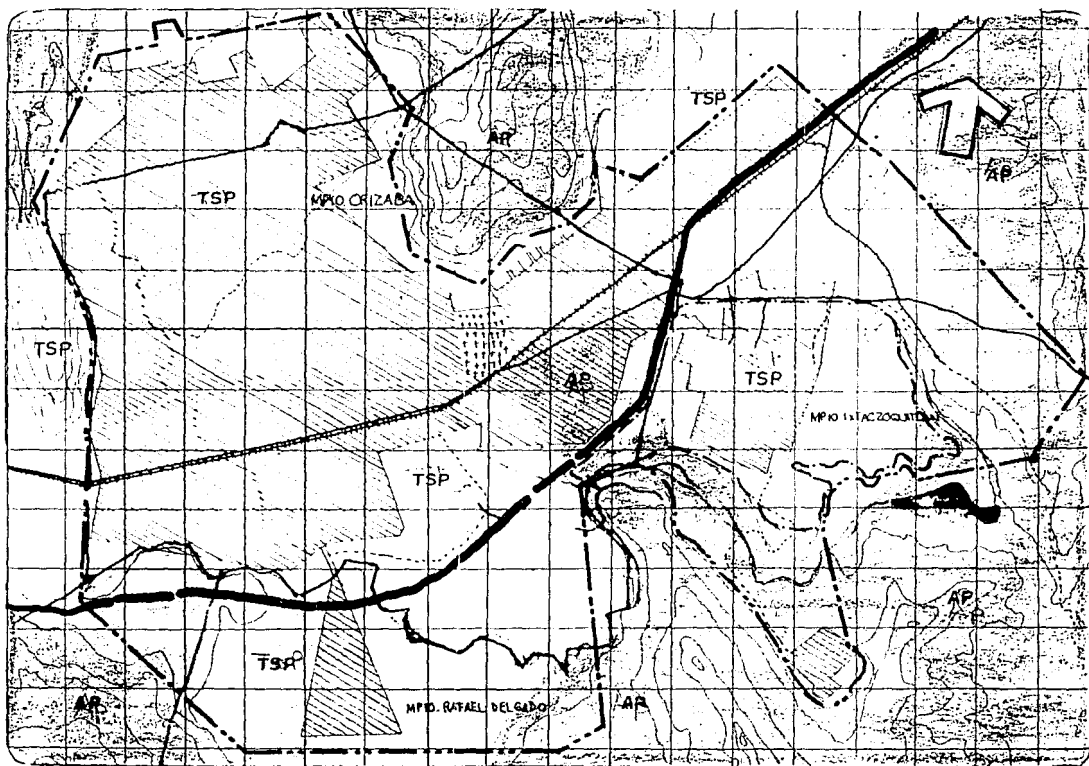 TSP
AP
AP
TSP
MPIO ORIZABA
TSP
AP
TSP
MPIO IXTACZOQUITLAN
TSP
AP
TSP
AP
MPIO. RAFAEL DELGADO
AP